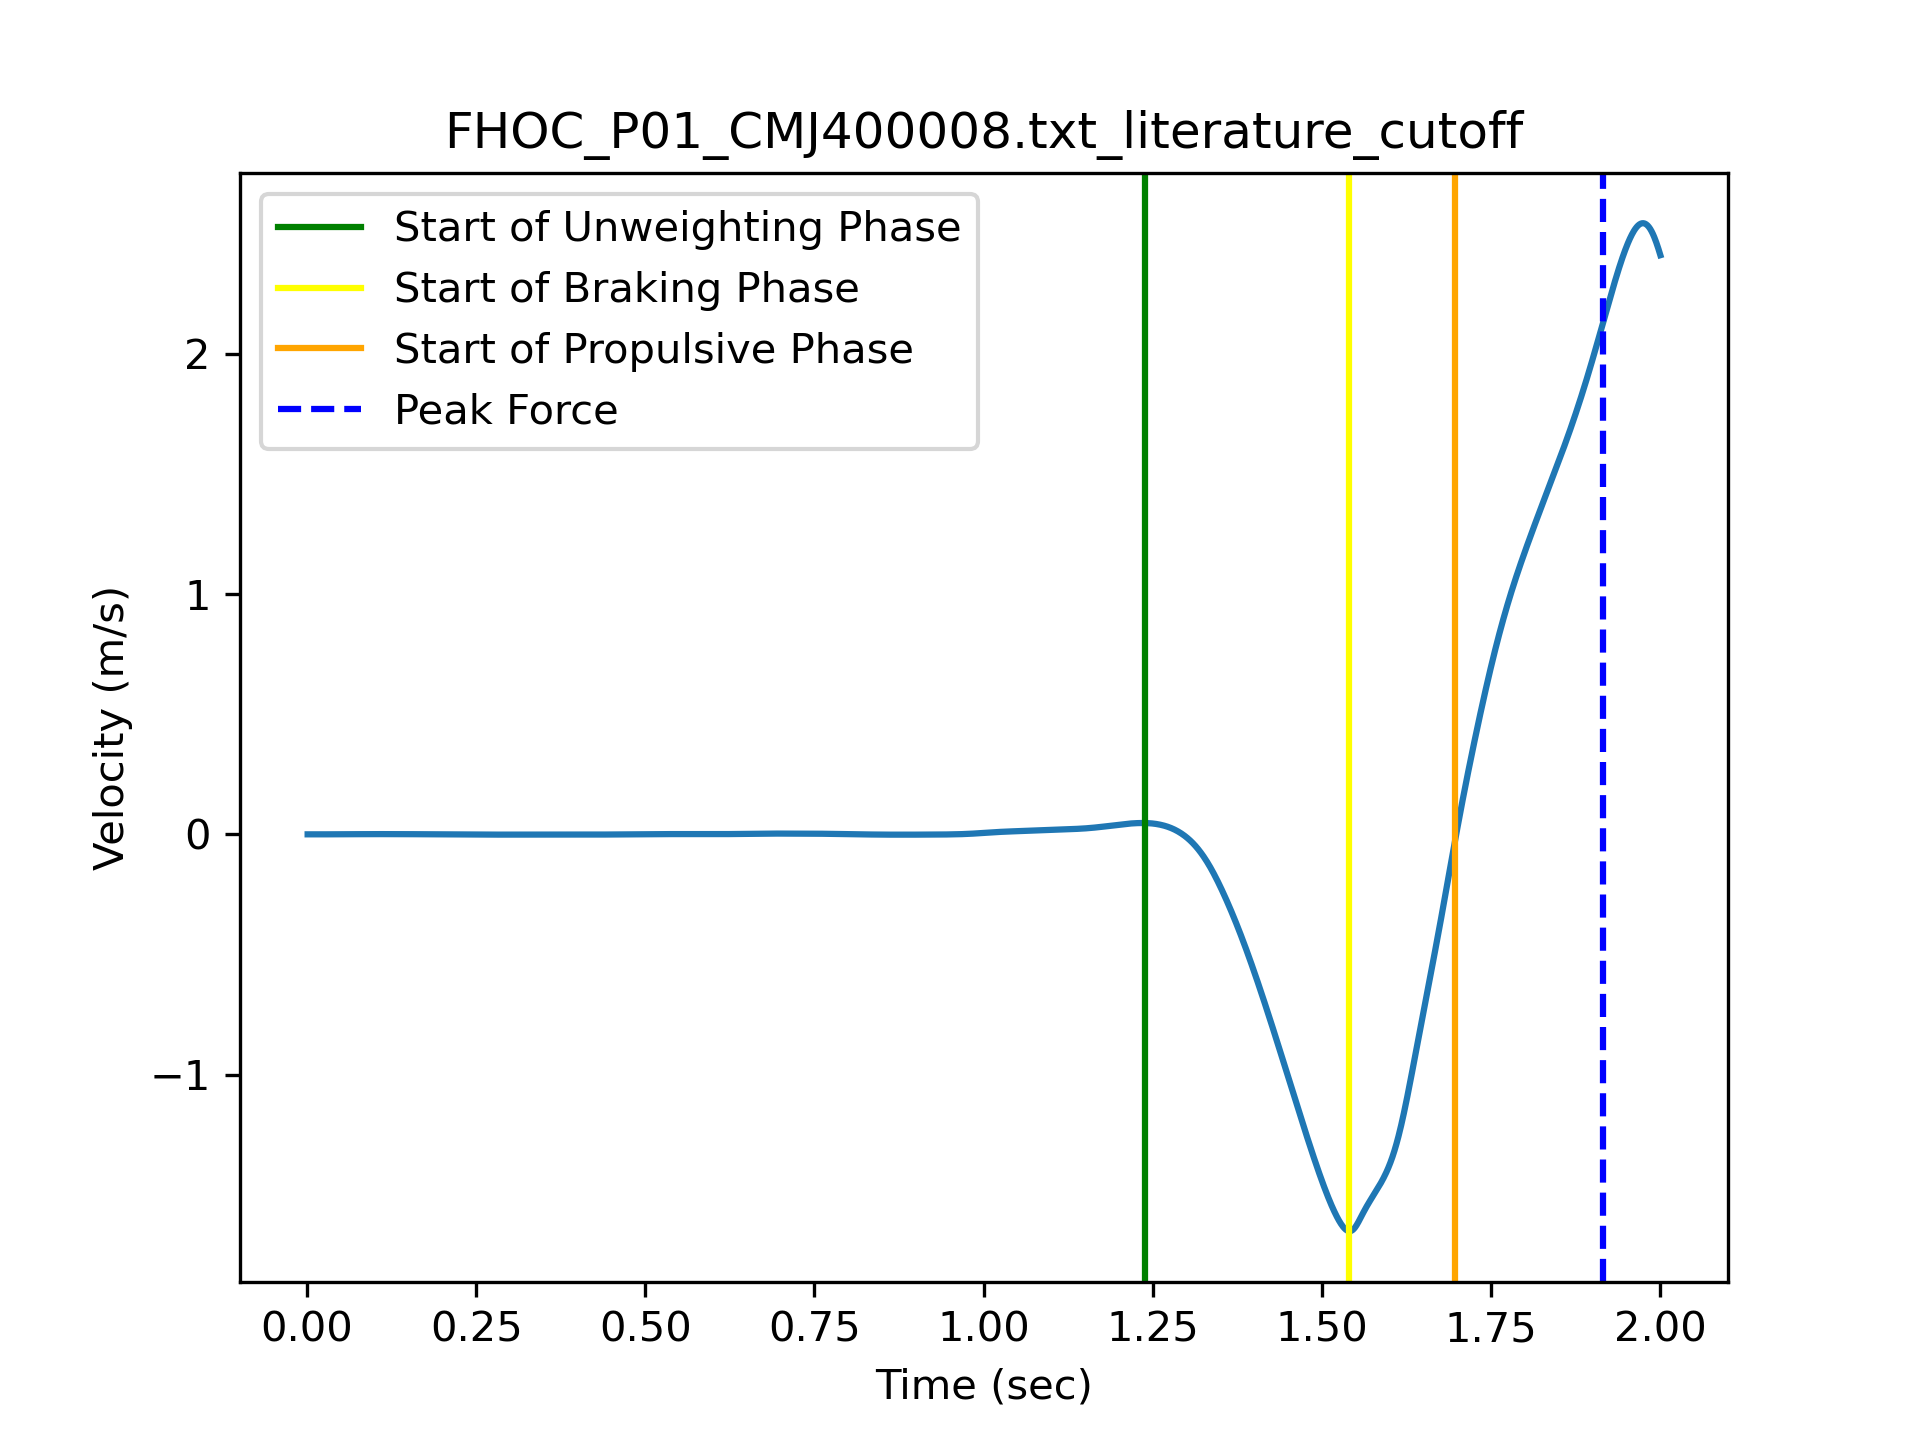 FHOC_P01_CMJ400008.txt_literature_cutoff
Start of Unweighting Phase
Start of Braking Phase
Start of Propulsive Phase
Peak Force
2
1
0
−1
Velocity (m/s)
0.00 0.25 0.50 0.75 1.00 1.25 1.50 1.75 2.00
Time (sec)